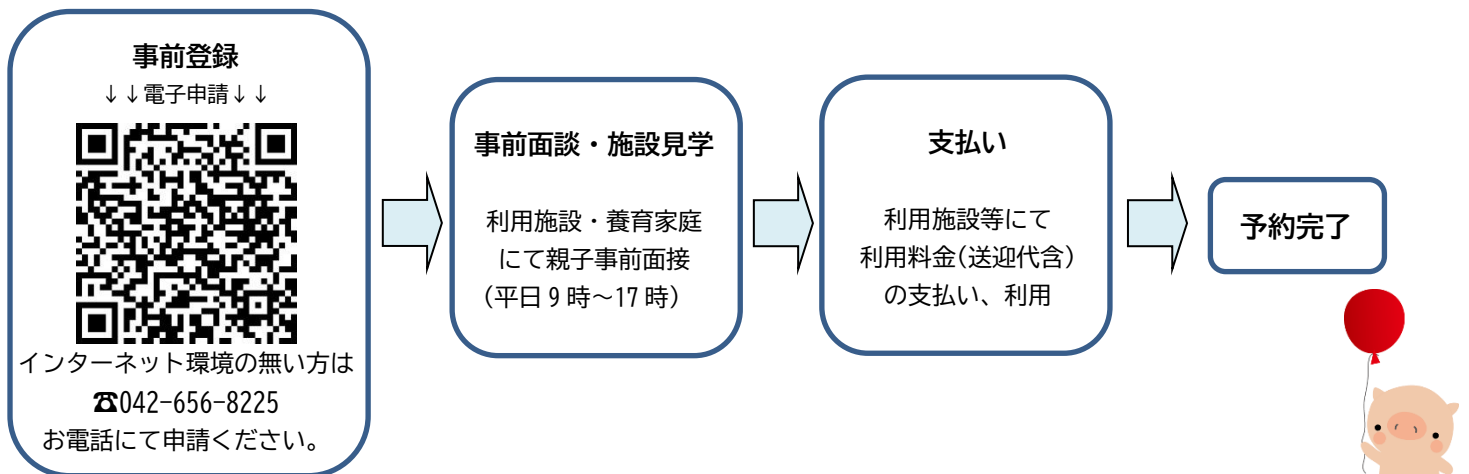 事前登録
↓↓電子申請↓↓
インターネット環境の無い方は
☎042-656-8225
お電話にて申請ください。
事前面談・施設見学
利用施設・養育家庭
にて親子事前面接
(平日9時～17時)
支払い
利用施設等にて
利用料金(送迎代含)
の支払い、利用
予約完了